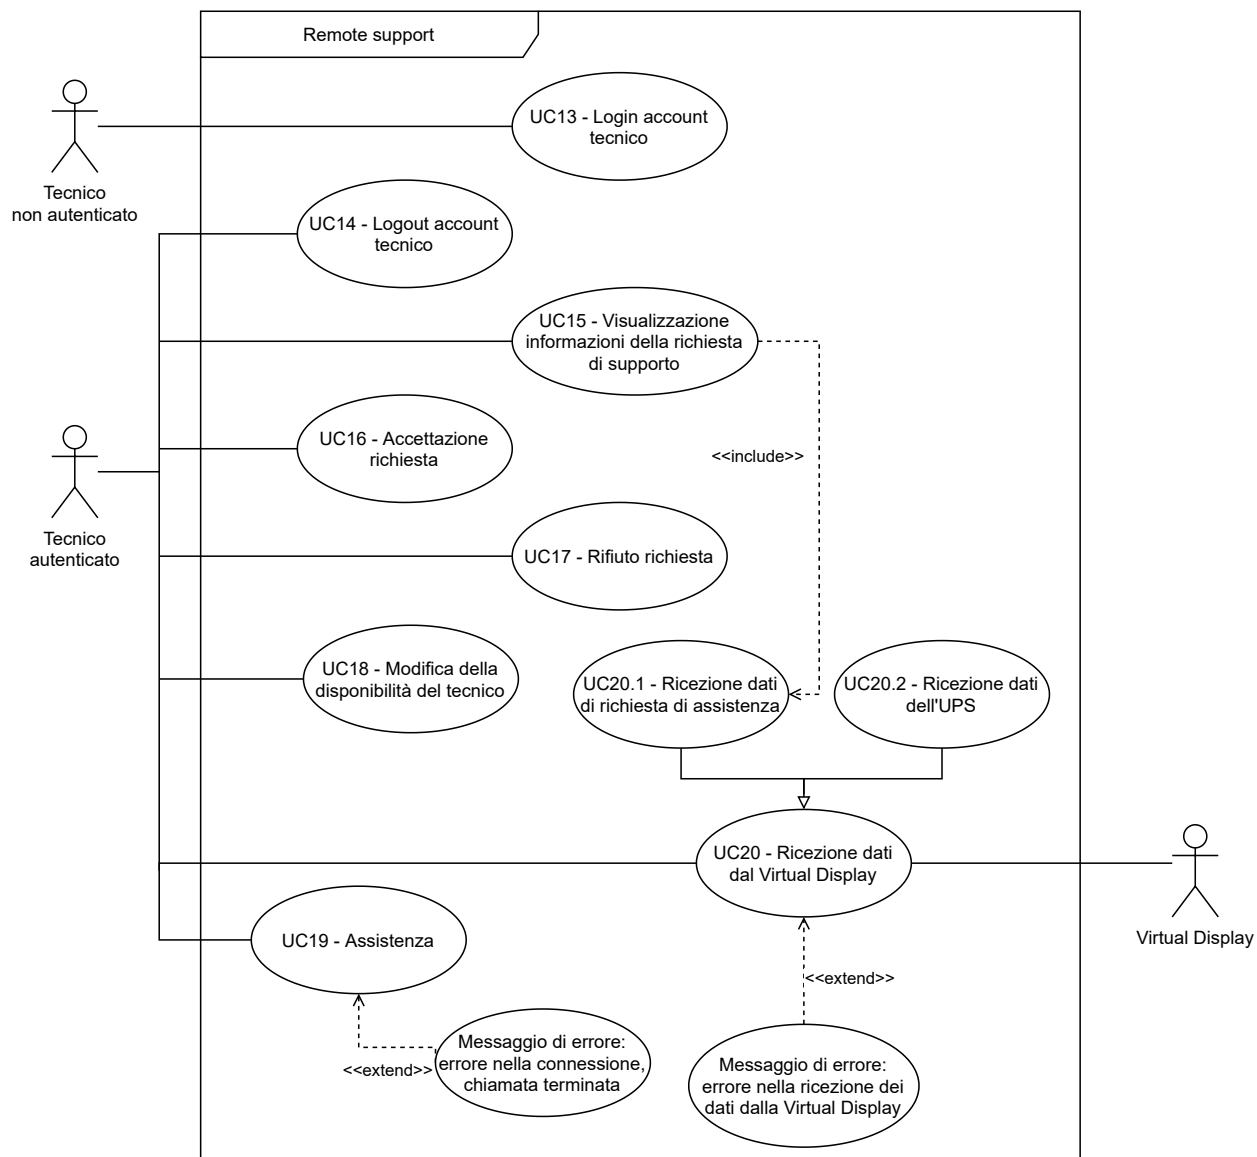 Remote support
UC13 - Login account
tecnico
Tecnico
non autenticato
UC14 - Logout account
tecnico
UC15 - Visualizzazione
informazioni della richiesta
di supporto
UC16 - Accettazione
richiesta
<<include>>
Tecnico
autenticato
UC17 - Rifiuto richiesta
UC18 - Modifica della
disponibilità del tecnico
UC20.1 - Ricezione dati
di richiesta di assistenza
UC20.2 - Ricezione dati
dell'UPS
UC20 - Ricezione dati
dal Virtual Display
Virtual Display
UC19 - Assistenza
<<extend>>
Messaggio di errore:
errore nella connessione,
chiamata terminata
<<extend>>
Messaggio di errore:
errore nella ricezione dei
dati dalla Virtual Display